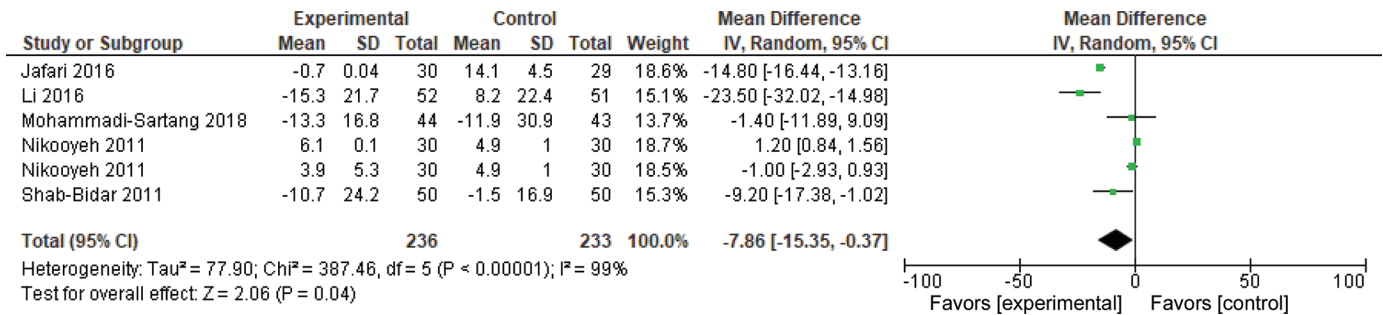 Experimental Control Mean Difference Mean Difference
Study or Subgroup Mean SD Total Mean SD Total Weight IV, Random, 95% CI IV, Random, 95% CI
Jafari 2016 -0.7 0.04 30 14.1 4.5 29 18.6% -14.80 [-16.44, -13.16]
Li 2016 -15.3 21.7 52 8.2 22.4 51 15.1% -23.50 [-32.02, -14.98]
Mohammadi-Sartang 2018 -13.3 16.8 44 -11.9 30.9 43 13.7% -1.40 [-11.89, 9.09]
Nikooyeh 2011 6.1 0.1 30 4.9 1 30 18.7% 1.20 [0.84, 1.56]
Nikooyeh 2011 3.9 5.3 30 4.9 1 30 18.5% -1.00 [-2.93, 0.93]
Shab-Bidar 2011 -10.7 24.2 50 -1.5 16.9 50 15.3% -9.20 [-17.38, -1.02]
Total (95% CI) 236 233 100.0% -7.86 [-15.35, -0.37]
Heterogeneity: Tau² = 77.90; Chi² = 387.46, df = 5 (P < 0.00001); I² = 99%
Test for overall effect: Z = 2.06 (P = 0.04)
-100 -50 0 50 100
Favors [experimental] Favors [control]